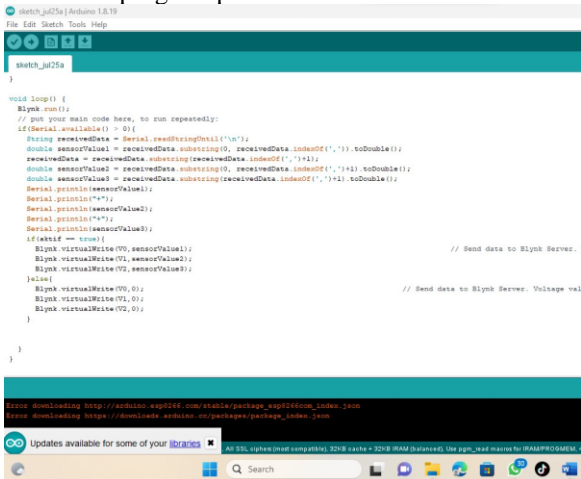 sketch_jul25a | Arduino 1.8.19
File Edit Sketch Tools Help
sketch_jul25a
}
void loop() {
Blynk.run();
// put your main code here, to run repeatedly:
if(Serial.available() > 0){
String receivedData = Serial.readStringUntil('\n');
double sensorValue1 = receivedData.substring(0, receivedData.indexOf(',')).toDouble();
receivedData = receivedData.substring(receivedData.indexOf(',')+1);
double sensorValue2 = receivedData.substring(0, receivedData.indexOf(',')+1).toDouble();
double sensorValue3 = receivedData.substring(receivedData.indexOf(',')+1).toDouble();
Serial.println(sensorValue1);
Serial.println("+");
Serial.println(sensorValue2);
Serial.println("+");
Serial.println(sensorValue3);
if(aktif == true){
Blynk.virtualWrite(V0,sensorValue1); // Send data to Blynk Server.
Blynk.virtualWrite(V1,sensorValue2);
Blynk.virtualWrite(V2,sensorValue3);
}else{
Blynk.virtualWrite(V0,0); // Send data to Blynk Server. Voltage val
Blynk.virtualWrite(V1,0);
Blynk.virtualWrite(V2,0);
}
}
}
Error downloading http://arduino.esp8266.com/stable/package_esp8266com_index.json
Error downloading https://downloads.arduino.cc/packages/package_index.json
Updates available for some of your libraries
All SSL ciphers (most compatible), 32KB cache + 32KB IRAM (balanced), Use pgm_read macros for IRAM/PROGMEM,
Search